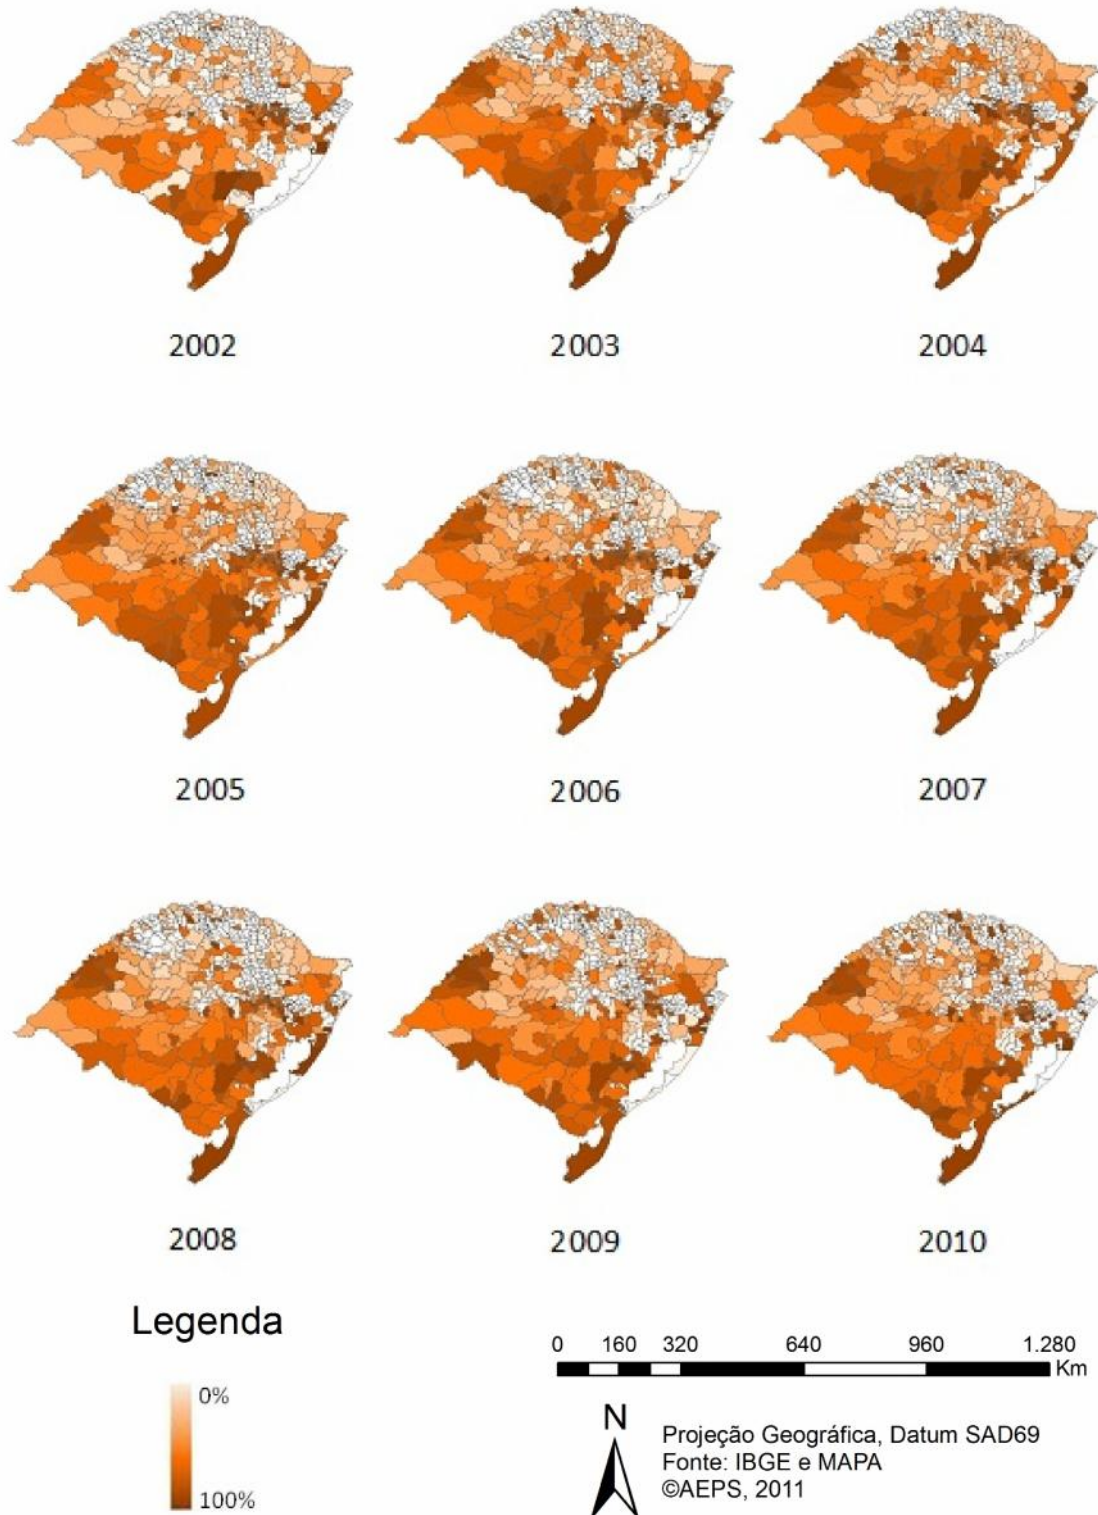 2002
2003
2004
2005
2006
2007
2008
2009
2010
Legenda
0%
100%
0 160 320 640 960 1.280
Km
N
Projeção Geográfica, Datum SAD69
Fonte: IBGE e MAPA
©AEPS, 2011